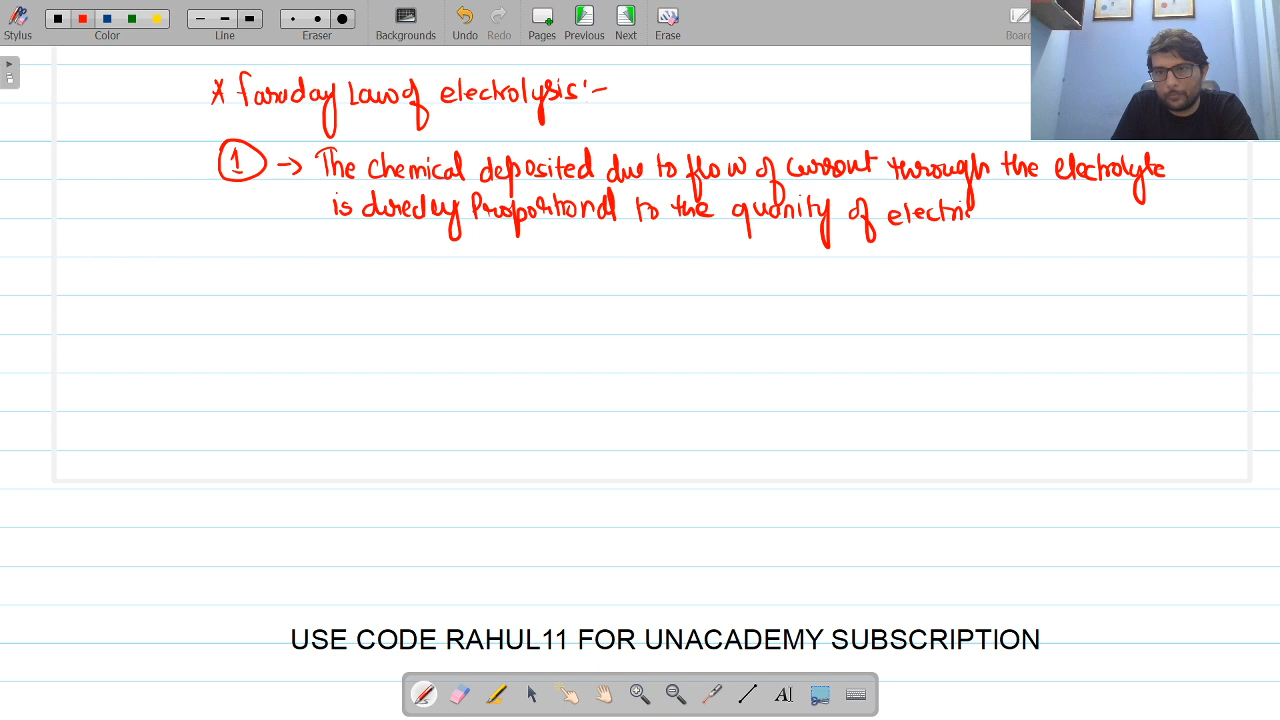 Stylus
Color
Line
Eraser
Backgrounds
Undo
Redo
Pages
Previous
Next
Erase
Board
* Faraday Law of electrolysis :-
1 → The chemical deposited due to flow of current through the electrolyte
is directly Proportional to the quanity of electri
USE CODE RAHUL11 FOR UNACADEMY SUBSCRIPTION